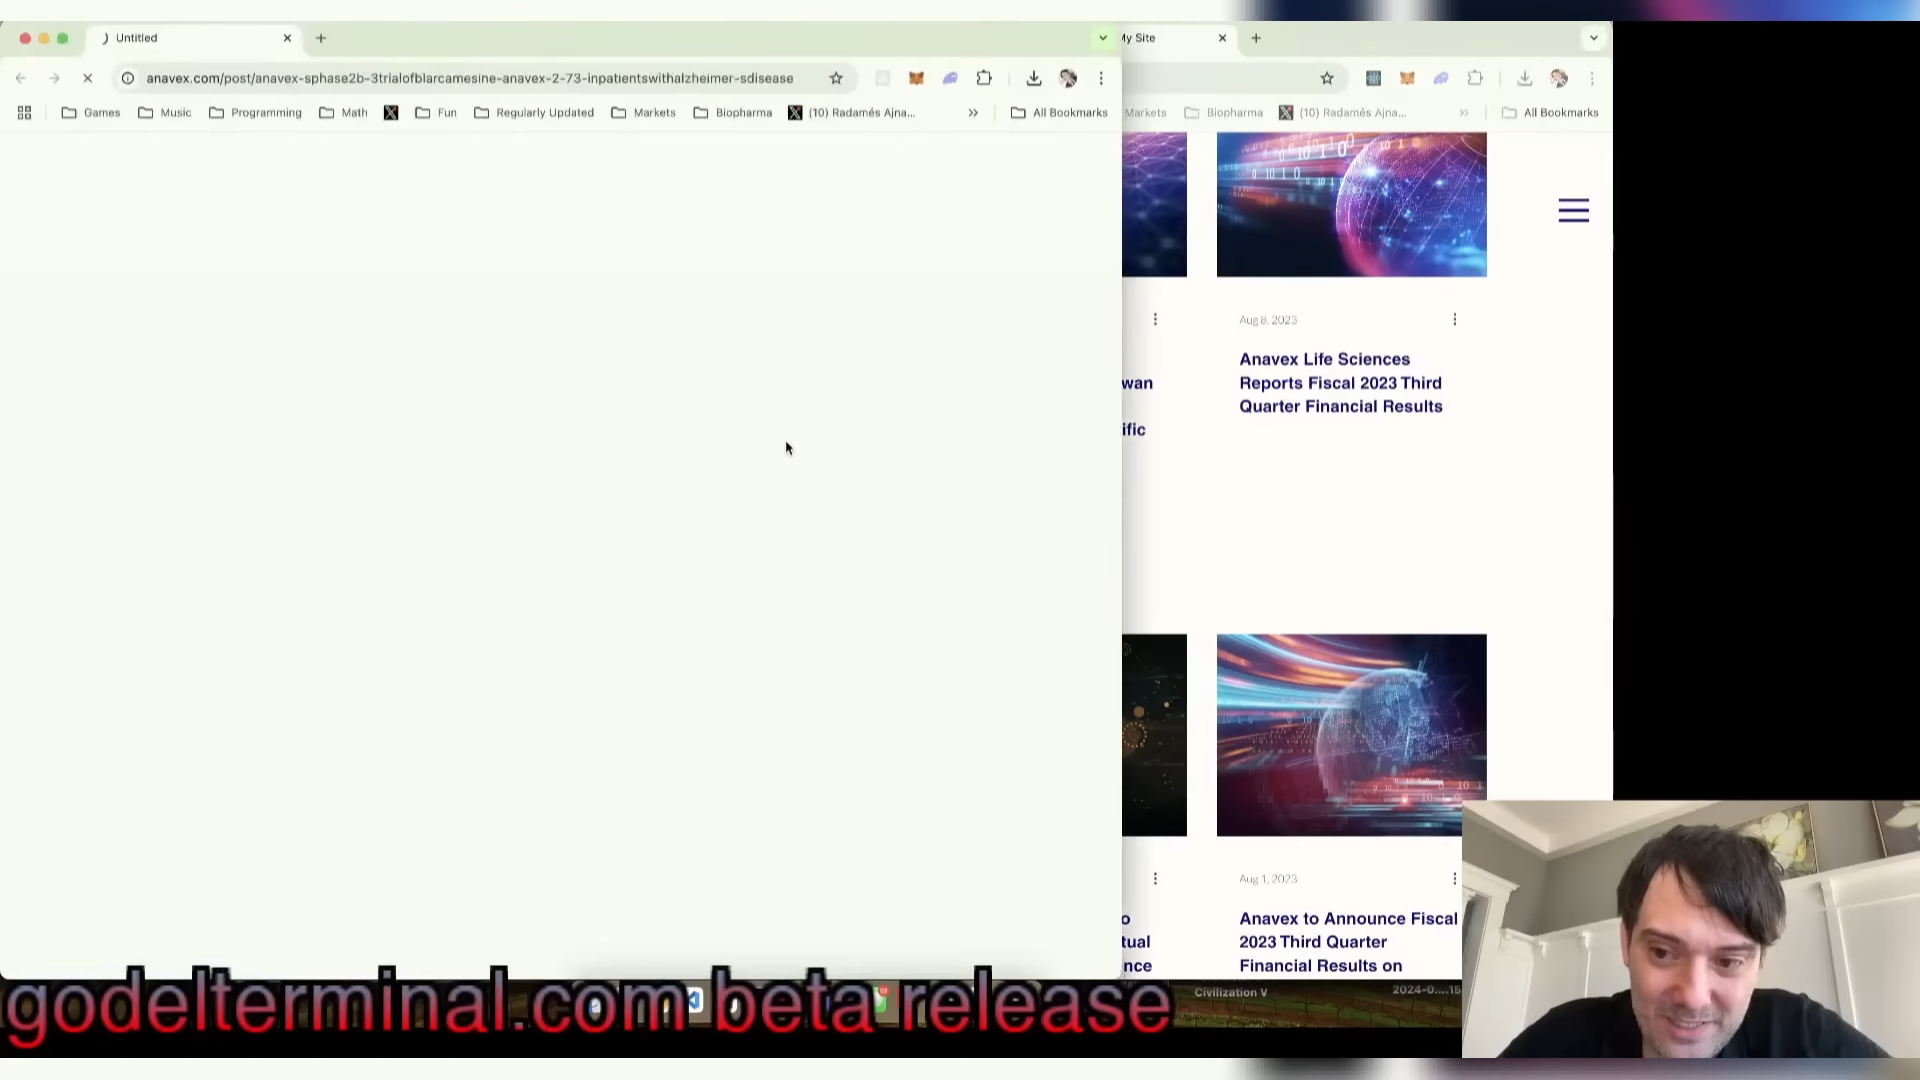 Untitled
My Site
anavex.com/post/anavex-sphase2b-3trialofblarcamesine-anavex-2-73-inpatientswithalzheimer-sdisease
Games Music Programming Math Fun Regularly Updated Markets Biopharma (10) Radamés Ajna... » All Bookmarks
Markets Biopharma (10) Radamés Ajna... » All Bookmarks
Aug 8, 2023
Anavex Life Sciences
Reports Fiscal 2023 Third
Quarter Financial Results
wan
ific
Aug 1, 2023
Anavex to Announce Fiscal
2023 Third Quarter
Financial Results on
o
tual
nce
godelterminal.com beta release
Civilization V
2024-0....15